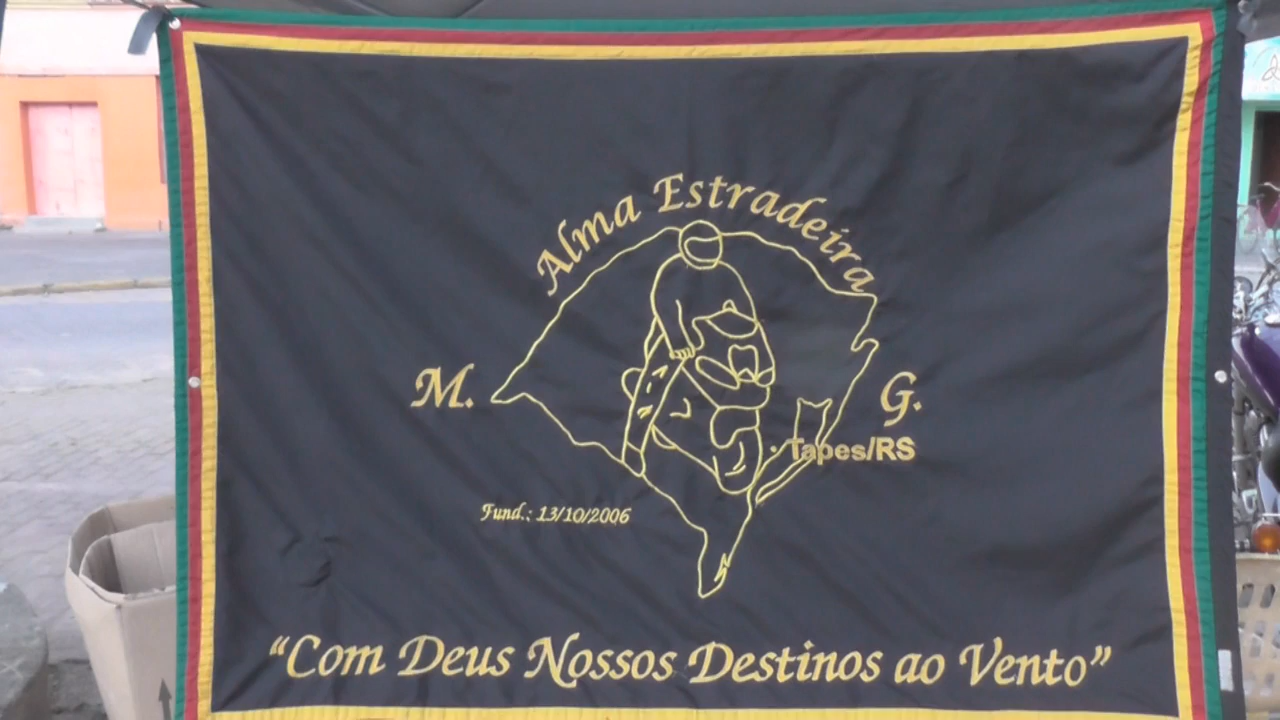 Alma Estradeira
M. G.
Tapes/RS
Fund.: 13/10/2006
“Com Deus Nossos Destinos ao Vento”